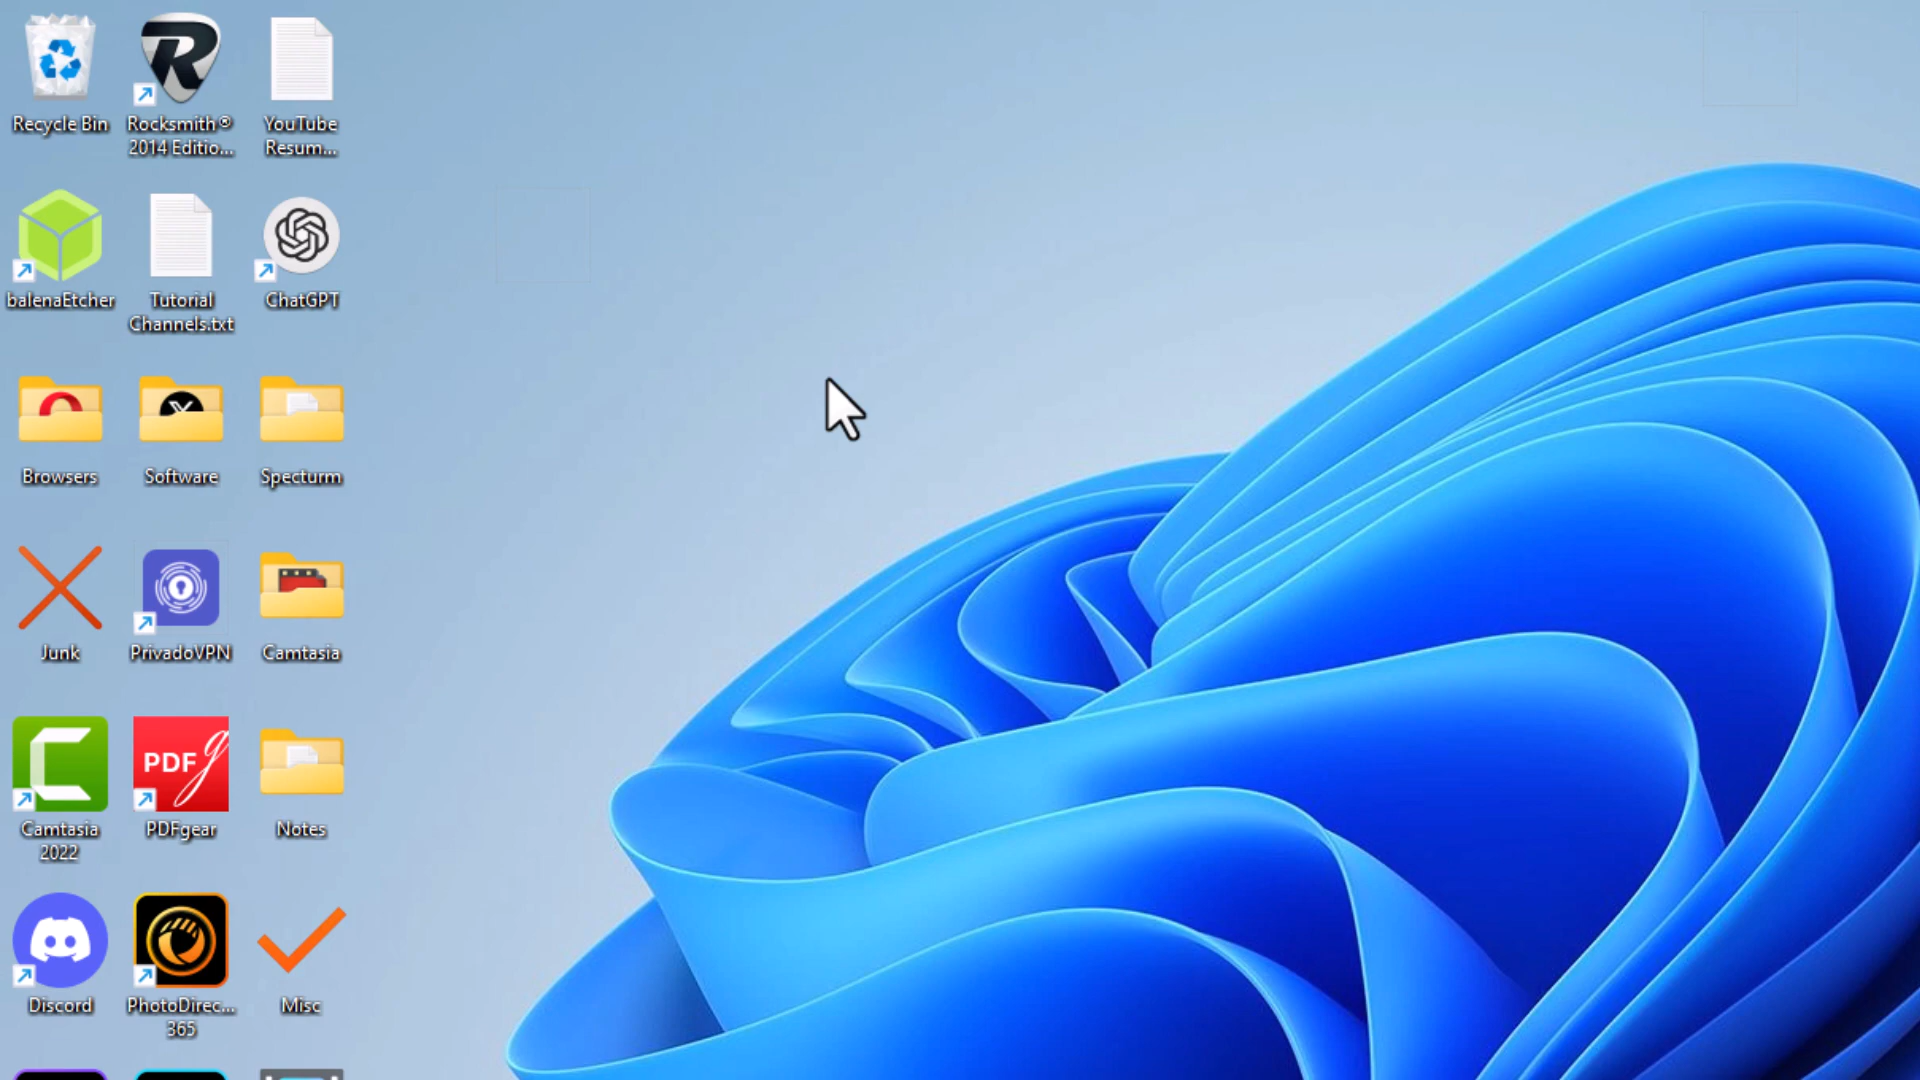 Recycle Bin
Rocksmith®
2014 Editio...
YouTube
Resum...
balenaEtcher
Tutorial
Channels.txt
ChatGPT
Browsers
Software
Specturm
Junk
PrivadoVPN
Camtasia
Camtasia
2022
PDF g
PDFgear
Notes
Discord
PhotoDirec...
365
Misc